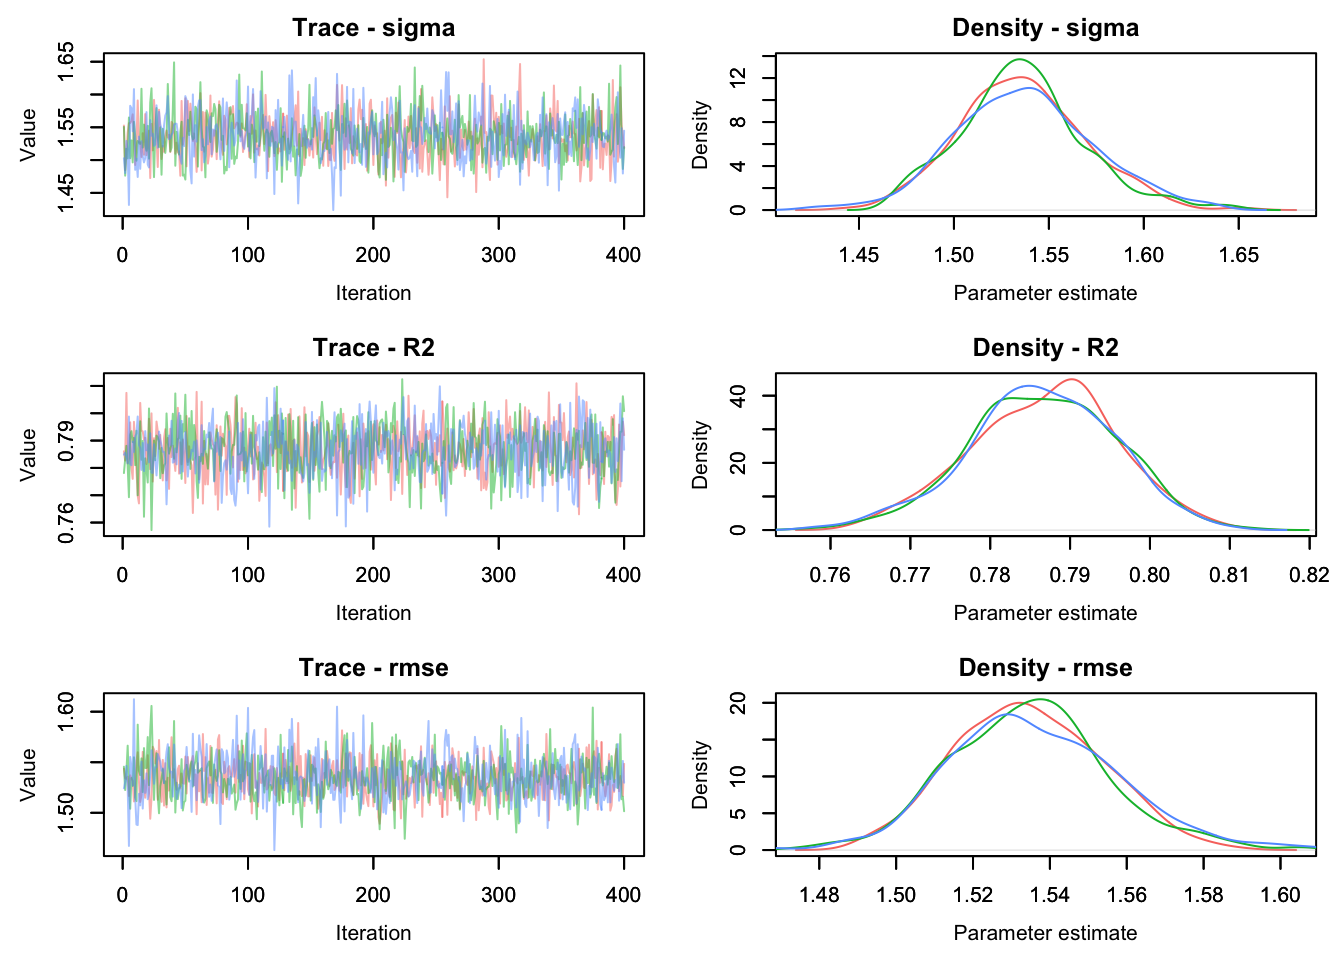 Trace - sigma
Value
1.45 1.55 1.65
0 100 200 300 400
Iteration
Density - sigma
Density
0 4 8 12
1.45 1.50 1.55 1.60 1.65
Parameter estimate
Trace - R2
Value
0.76 0.79
0 100 200 300 400
Iteration
Density - R2
Density
0 20 40
0.76 0.77 0.78 0.79 0.80 0.81 0.82
Parameter estimate
Trace - rmse
Value
1.50 1.60
0 100 200 300 400
Iteration
Density - rmse
Density
0 5 10 20
1.48 1.50 1.52 1.54 1.56 1.58 1.60
Parameter estimate